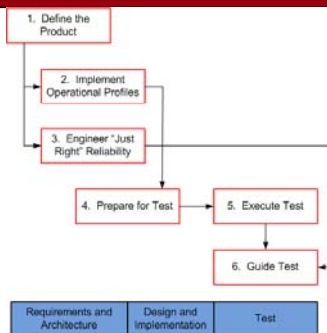 1. Define the
Product
2. Implement
Operational Profiles
3. Engineer “Just
Right” Reliability
4. Prepare for Test
5. Execute Test
6. Guide Test
Requirements and
Architecture
Design and
Implementation
Test